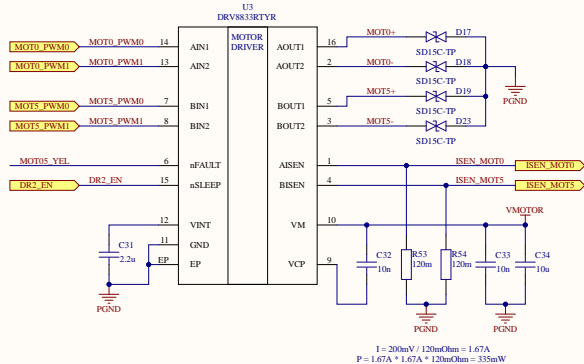 U3
DRV8833RTYR
MOTOR
DRIVER
MOT0_PWM0 MOT0_PWM0 14 AIN1 AOUT1 16 MOT0+ D17
SD15C-TP
MOT0_PWM1 MOT0_PWM1 13 AIN2 AOUT2 2 MOT0- D18
SD15C-TP
MOT5_PWM0 MOT5_PWM0 7 BIN1 BOUT1 5 MOT5+ D19
SD15C-TP
PGND
MOT5_PWM1 MOT5_PWM1 8 BIN2 BOUT2 3 MOT5- D23
SD15C-TP
MOT05_YEL 6 nFAULT AISEN 1 ISEN_MOT0 ISEN_MOT0
DR2_EN DR2_EN 15 nSLEEP BISEN 4 ISEN_MOT5 ISEN_MOT5
VMOTOR
12 VINT VM 10
11 GND
EP EP VCP 9
C31
2.2u
PGND
C32
10n
R53
120m
R54
120m
C33
10n
C34
10u
PGND
PGND
I = 200mV / 120mOhm = 1.67A
P = 1.67A * 1.67A * 120mOhm = 335mW